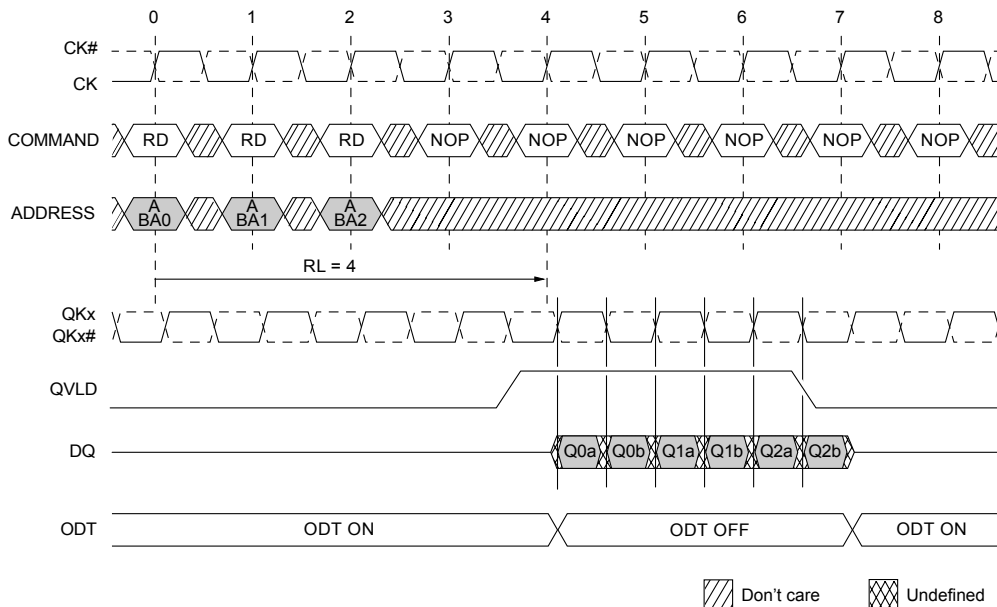 0 1 2 3 4 5 6 7 8
CK#
CK
COMMAND RD RD RD NOP NOP NOP NOP NOP NOP
ADDRESS A BA0 A BA1 A BA2
RL = 4
QKx
QKx#
QVLD
DQ Q0a Q0b Q1a Q1b Q2a Q2b
ODT ODT ON ODT OFF ODT ON
Don't care Undefined